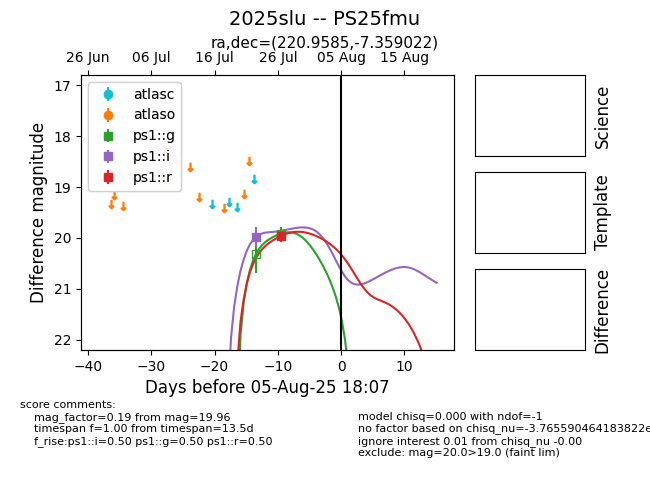 2025slu -- PS25fmu
ra,dec=(220.9585,-7.359022)
26 Jun 06 Jul 16 Jul 26 Jul 05 Aug 15 Aug
17
18
19
20
21
22
Difference magnitude
atlasc
atlaso
ps1::g
ps1::i
ps1::r
−40 −30 −20 −10 0 10
Days before 05-Aug-25 18:07
Science
Template
Difference
score comments:
mag_factor=0.19 from mag=19.96
timespan f=1.00 from timespan=13.5d
f_rise:ps1::i=0.50 ps1::g=0.50 ps1::r=0.50
model chisq=0.000 with ndof=-1
no factor based on chisq_nu=-3.765590464183822e
ignore interest 0.01 from chisq_nu -0.00
exclude: mag=20.0>19.0 (faint lim)